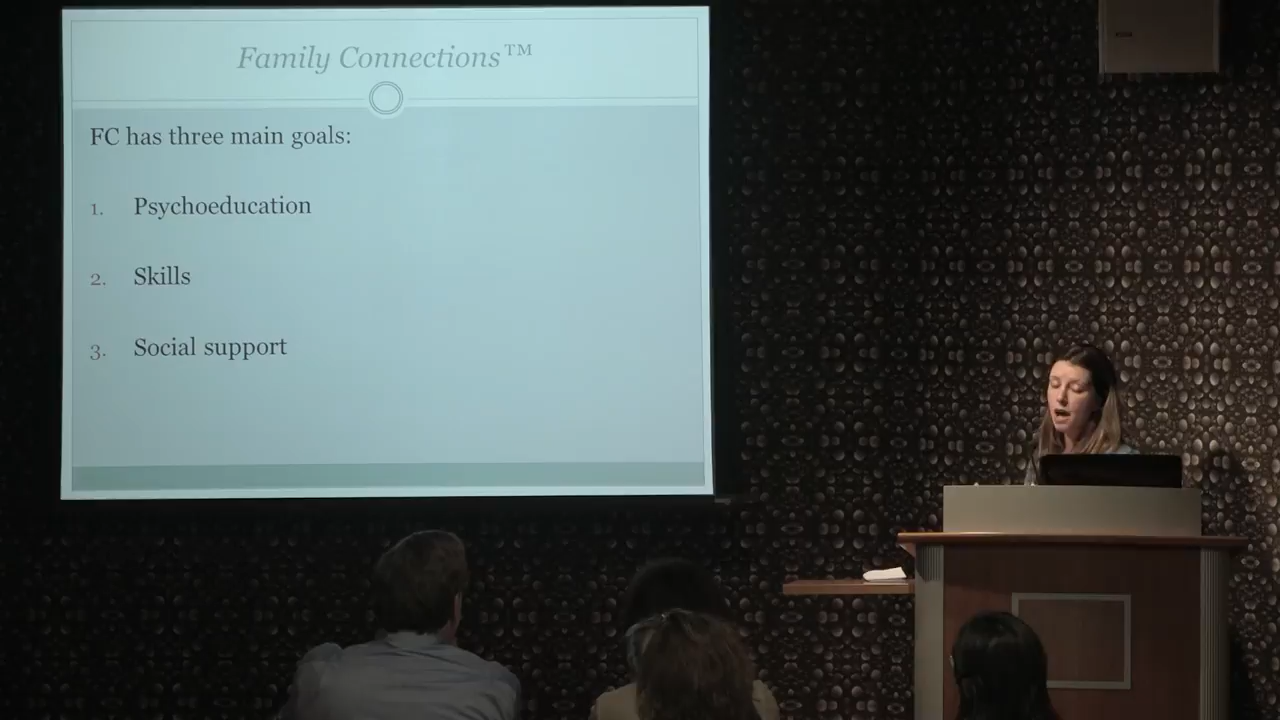 Family Connections™
FC has three main goals:
1. Psychoeducation
2. Skills
3. Social support